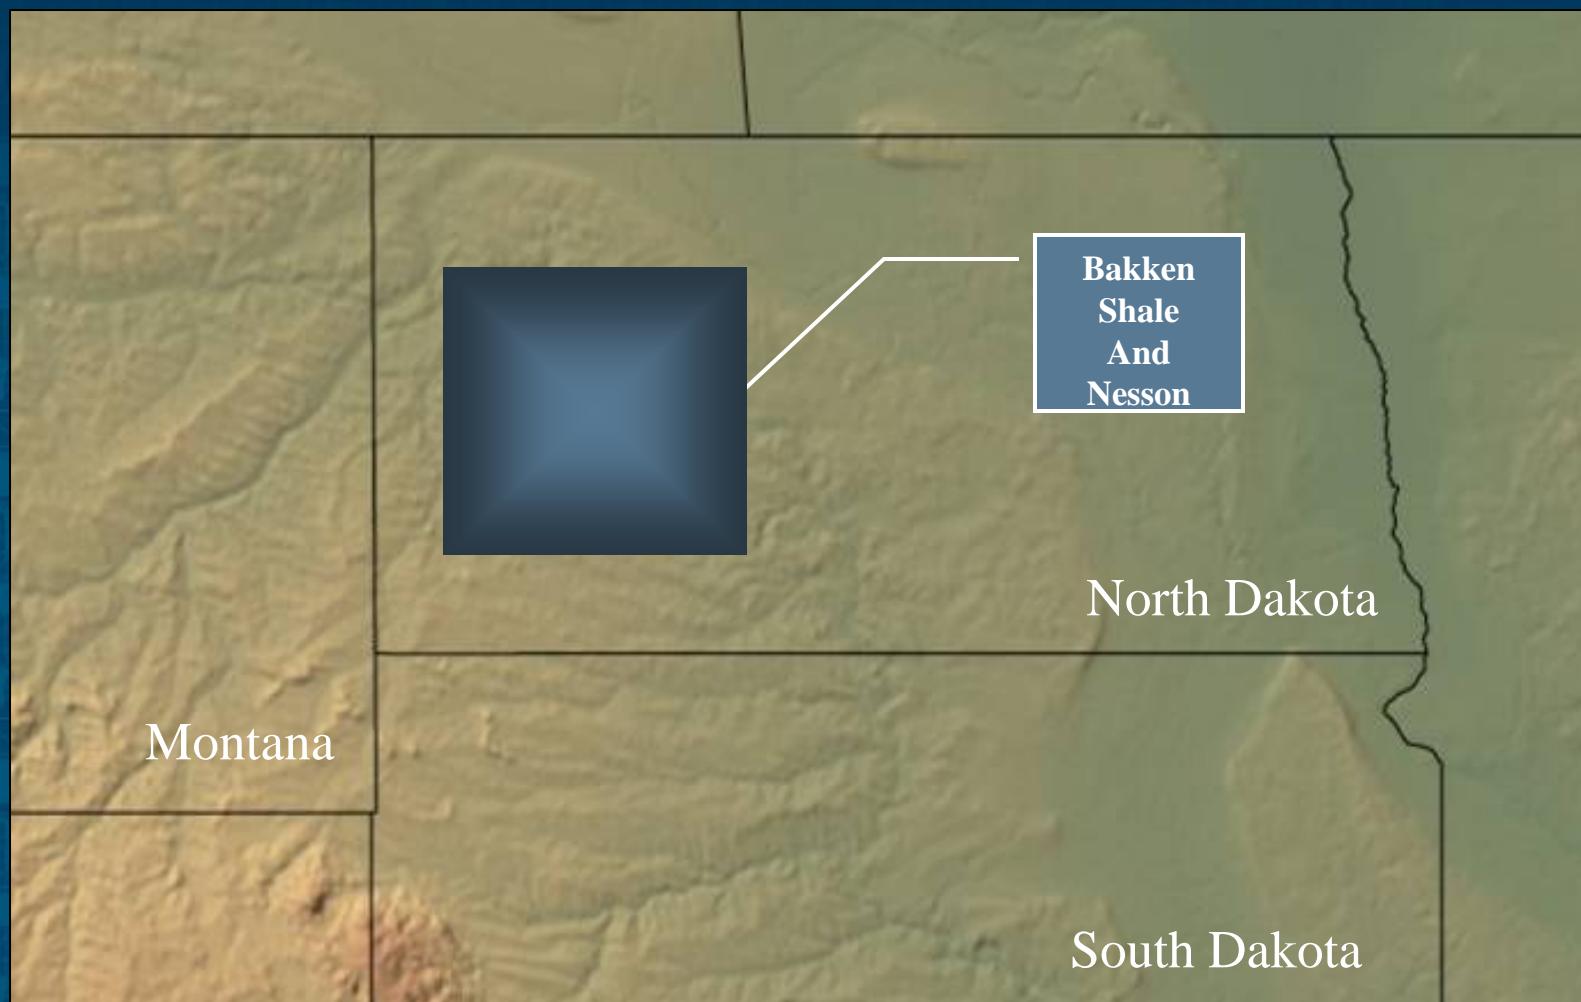 Bakken
Shale
And
Nesson
North Dakota
Montana
South Dakota